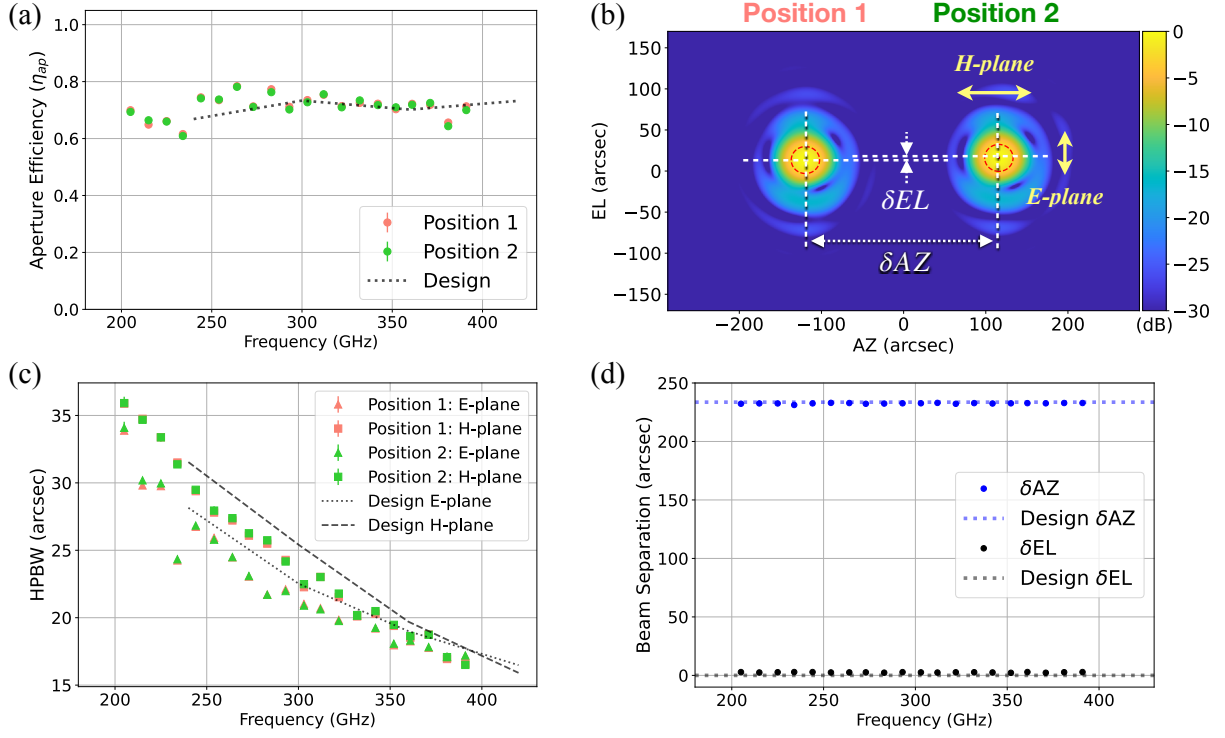 (a)
1.0
0.8
0.6
0.4
0.2
0.0
Aperture Efficiency (ηap)
Position 1
Position 2
Design
200
250
300
350
400
Frequency (GHz)
(b)
Position 1
Position 2
150
100
50
0
−50
−100
−150
EL (arcsec)
H-plane
E-plane
δEL
δAZ
−200
−100
0
100
200
AZ (arcsec)
0
−5
−10
−15
−20
−25
−30
(dB)
(c)
35
30
25
20
15
HPBW (arcsec)
Position 1: E-plane
Position 1: H-plane
Position 2: E-plane
Position 2: H-plane
Design E-plane
Design H-plane
200
250
300
350
400
Frequency (GHz)
(d)
250
200
150
100
50
0
Beam Separation (arcsec)
δAZ
Design δAZ
δEL
Design δEL
200
250
300
350
400
Frequency (GHz)